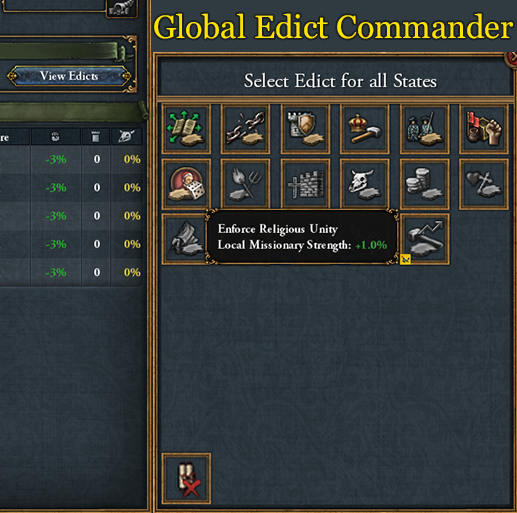 Global Edict Commander
View Edicts
Select Edict for all States
re
-3% 0 0%
-3% 0 0%
-3% 0 0%
-3% 0 0%
-3% 0 0%
Enforce Religious Unity
Local Missionary Strength: +1.0%